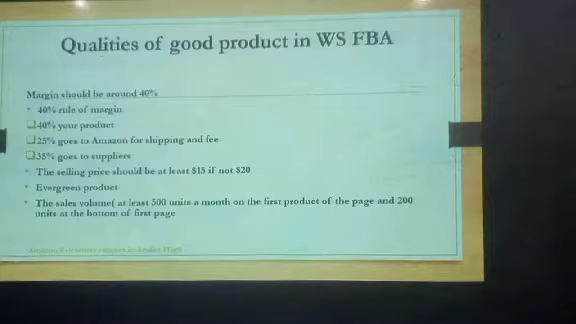 Qualities of good product in WS FBA
Margin should be around 40%
40% rule of margin
40% your product
25% goes to Amazon for shipping and fee
35% goes to suppliers
The selling price should be at least $15 if not $20
Evergreen product
The sales volume( at least 500 units a month on the first product of the page and 200
units at the bottom of first page